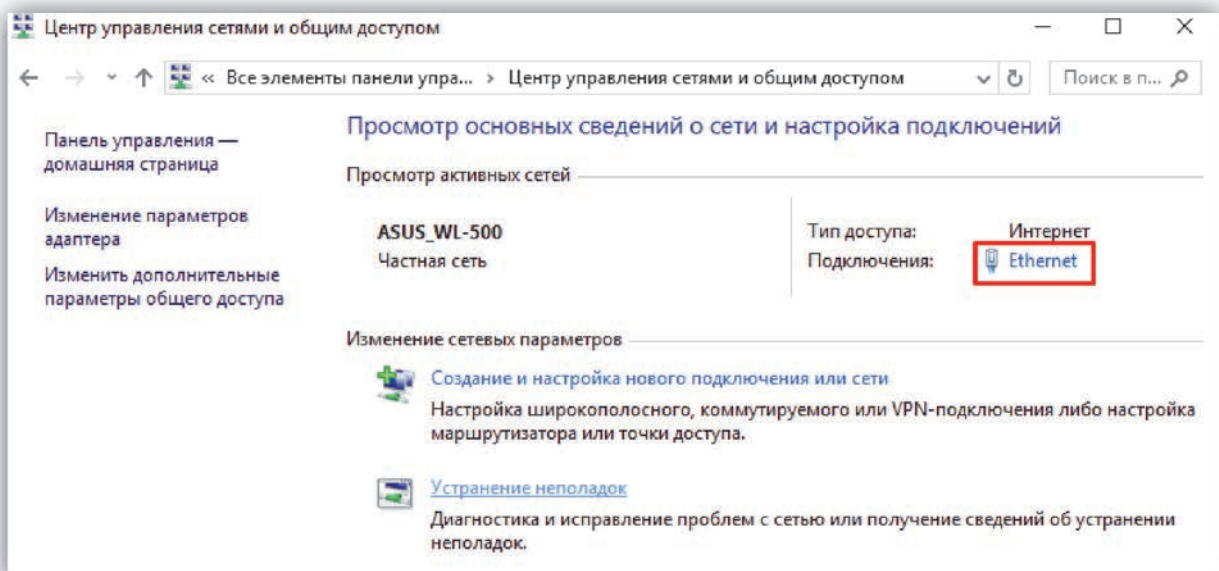 Центр управления сетями и общим доступом
« Все элементы панели упра... › Центр управления сетями и общим доступом
Поиск в п...
Панель управления —
домашняя страница
Изменение параметров
адаптера
Изменить дополнительные
параметры общего доступа
Просмотр основных сведений о сети и настройка подключений
Просмотр активных сетей
ASUS_WL-500
Частная сеть
Тип доступа: Интернет
Подключения: Ethernet
Изменение сетевых параметров
Создание и настройка нового подключения или сети
Настройка широкополосного, коммутируемого или VPN-подключения либо настройка
маршрутизатора или точки доступа.
Устранение неполадок
Диагностика и исправление проблем с сетью или получение сведений об устранении
неполадок.